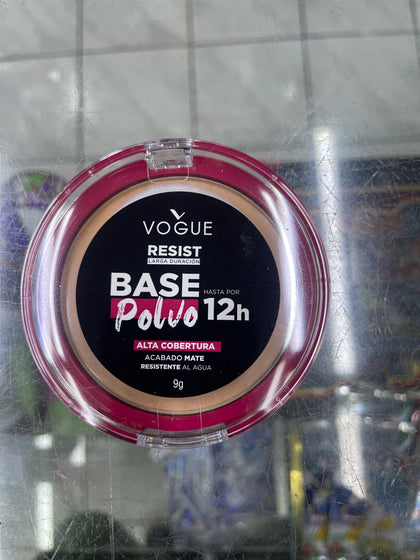 VOGUE
RESIST
LARGA DURACIÓN
BASE
Polvo
HASTA POR
12h
ALTA COBERTURA
ACABADO MATE
RESISTENTE AL AGUA
9g